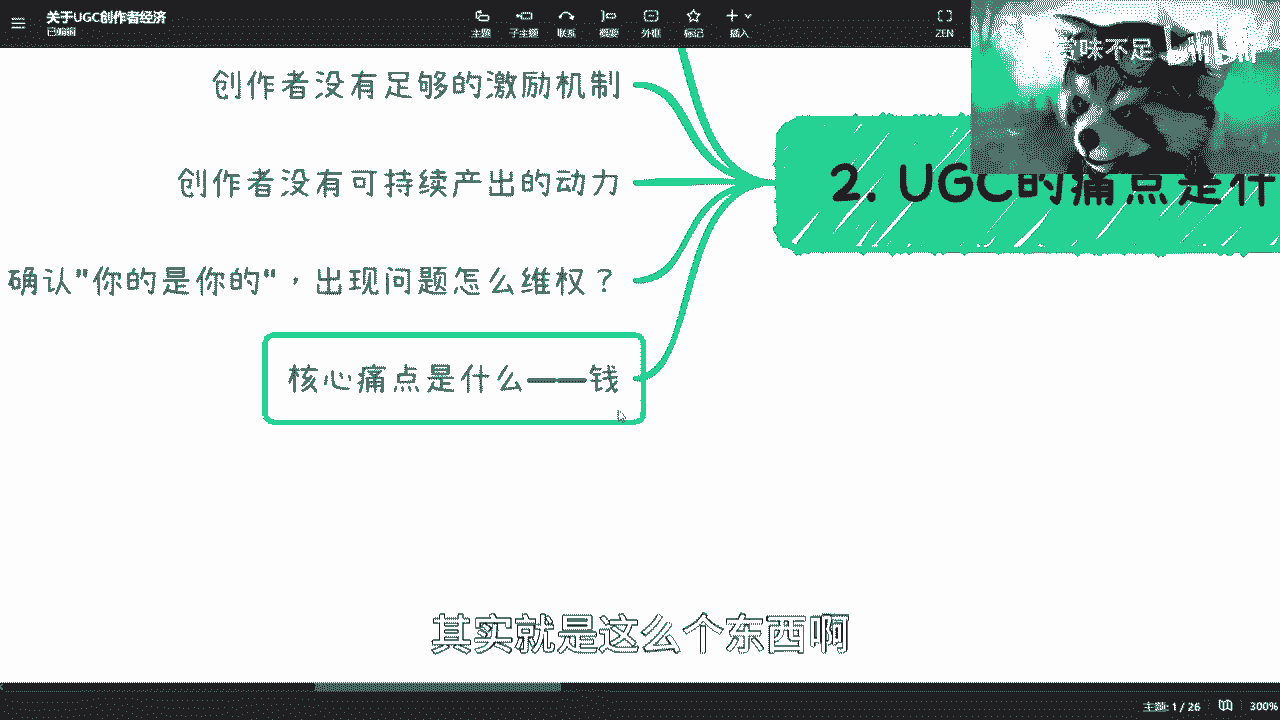 关于UGC创作者经济
已编辑
主题 子主题 联系 概要 外框 标记 插入 ZEN
意味不足
创作者没有足够的激励机制
创作者没有可持续产出的动力
2. UGC的痛点是什
确认"你的是你的"，出现问题怎么维权？
核心痛点是什么——钱
其实就是这么个东西啊
主题: 1 / 26 300%